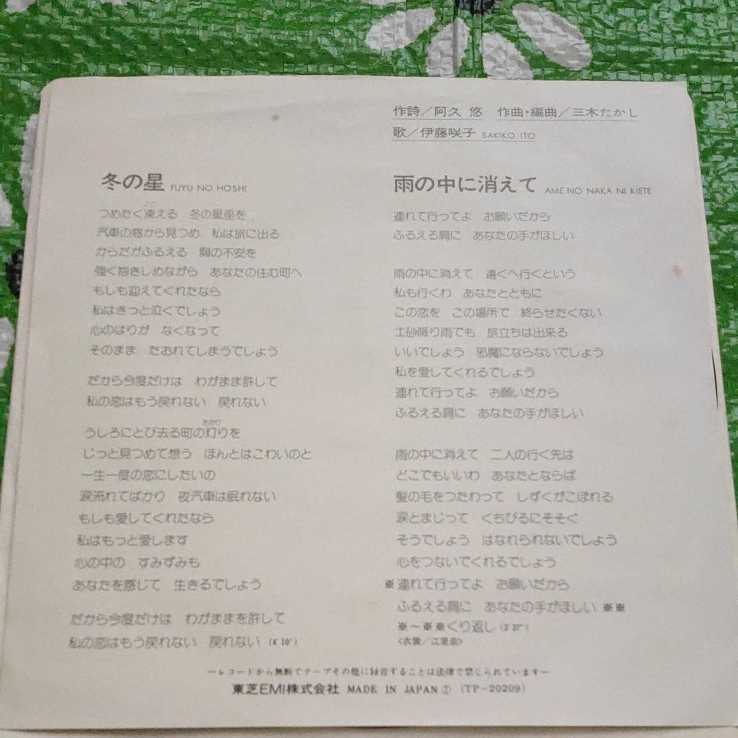 作詩/阿久 悠 作曲・編曲/三木たかし
歌/伊藤咲子 SAKIKO ITO
冬の星 FUYU NO HOSHI
つめたく凍える 冬の星座を
汽車の窓から見つめ 私は旅に出る
からだがふるえる 胸の不安を
強く抱きしめながら あなたの住む町へ
もしも迎えてくれたなら
私はきっと泣くでしょう
心のはりが なくなって
そのまま たおれてしまうでしょう
だから今度だけは わがまま許して
私の恋はもう戻れない 戻れない
うしろにとび去る町の灯りを
じっと見つめて想う ほんとはこわいのと
一生一度の恋にしたいの
涙流れてばかり 夜汽車は眠れない
もしも愛してくれたなら
私はもっと愛します
心の中の すみずみも
あなたを感じて 生きるでしょう
だから今度だけは わがままを許して
私の恋はもう戻れない 戻れない (4′10″)
雨の中に消えて AME NO NAKA NI KIETE
連れて行ってよ お願いだから
ふるえる肩に あなたの手がほしい
雨の中に消えて 遠くへ行くという
私も行くわ あなたとともに
この恋を この場所で 終らせたくない
土砂降り雨でも 旅立ちは出来る
いいでしょう 邪魔にならないでしょう
私を愛してくれるでしょう
連れて行ってよ お願いだから
ふるえる肩に あなたの手がほしい
雨の中に消えて 二人の行く先は
どこでもいいわ あなたとならば
髪の毛をつたわって しずくがこぼれる
涙とまじって くちびるにそそぐ
そうでしょう はなれられないでしょう
心をつないでくれるでしょう
※連れて行ってよ お願いだから
ふるえる肩に あなたの手がほしい ※※
※〜※※くり返し
—レコードから無断でテープその他に録音することは法律で禁じられています—
東芝EMI株式会社 MADE IN JAPAN ② (TP-20209)